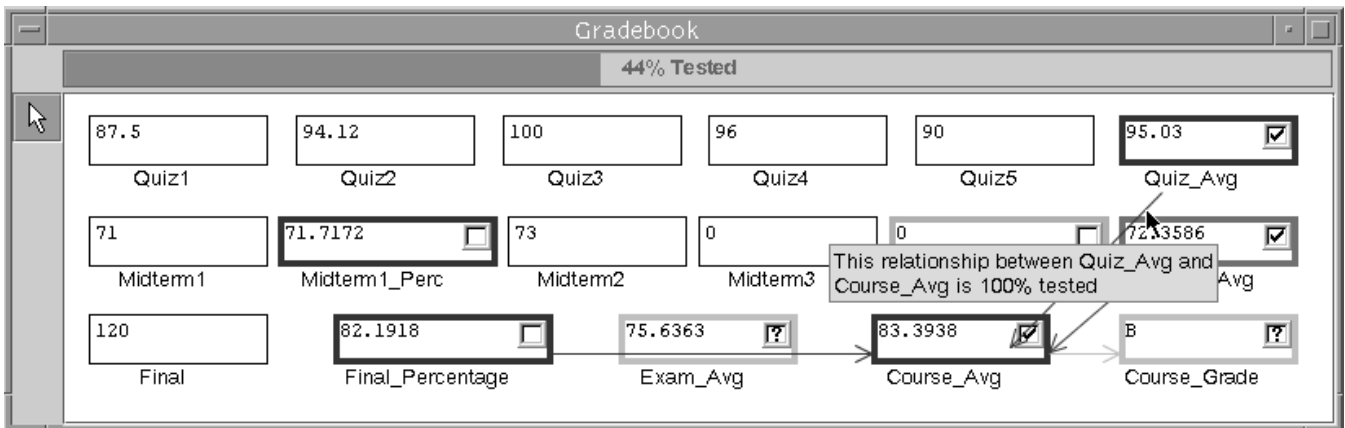 Gradebook
44% Tested
87.5 94.12 100 96 90 95.03
Quiz1 Quiz2 Quiz3 Quiz4 Quiz5 Quiz_Avg
71 71.7172 73 0 0 72.3586
Midterm1 Midterm1_Perc Midterm2 Midterm3 Avg
This relationship between Quiz_Avg and
Course_Avg is 100% tested
120 82.1918 75.6363 ? 83.3938 B ?
Final Final_Percentage Exam_Avg Course_Avg Course_Grade